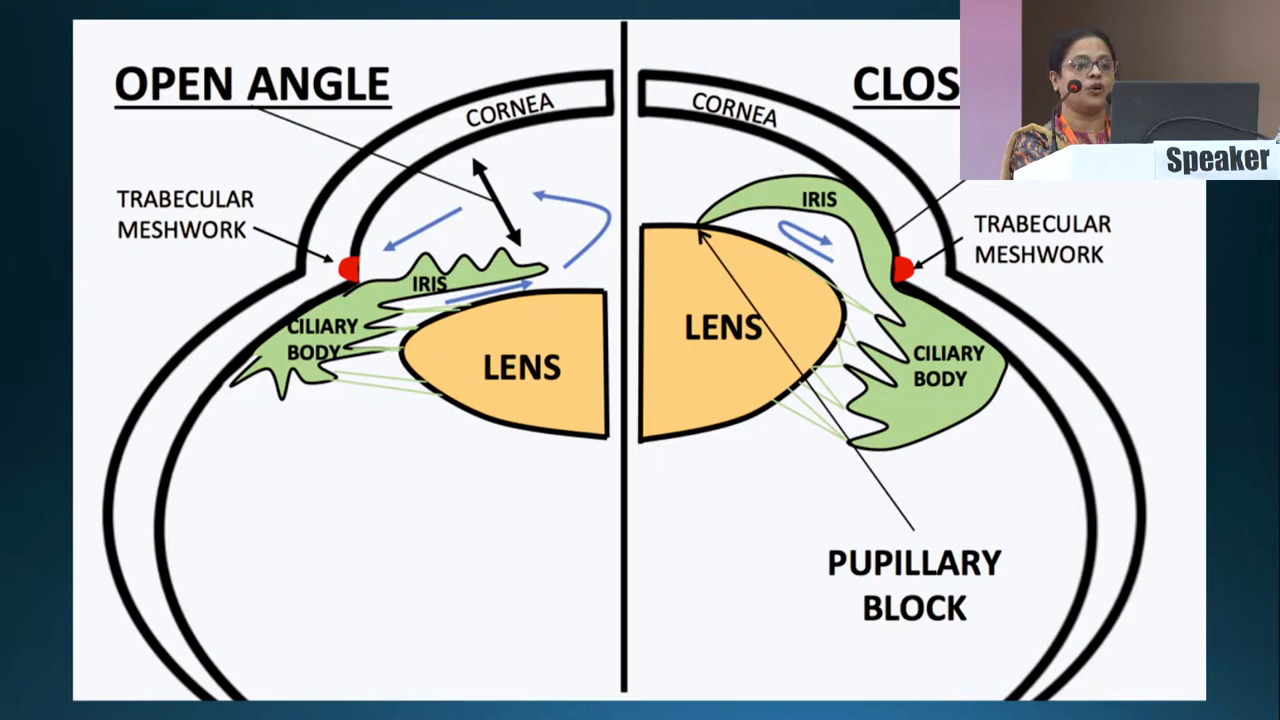 OPEN ANGLE
CORNEA
TRABECULAR
MESHWORK
IRIS
CILIARY
BODY
LENS
CORNEA
CLOS
IRIS
TRABECULAR
MESHWORK
LENS
CILIARY
BODY
PUPILLARY
BLOCK
Speaker